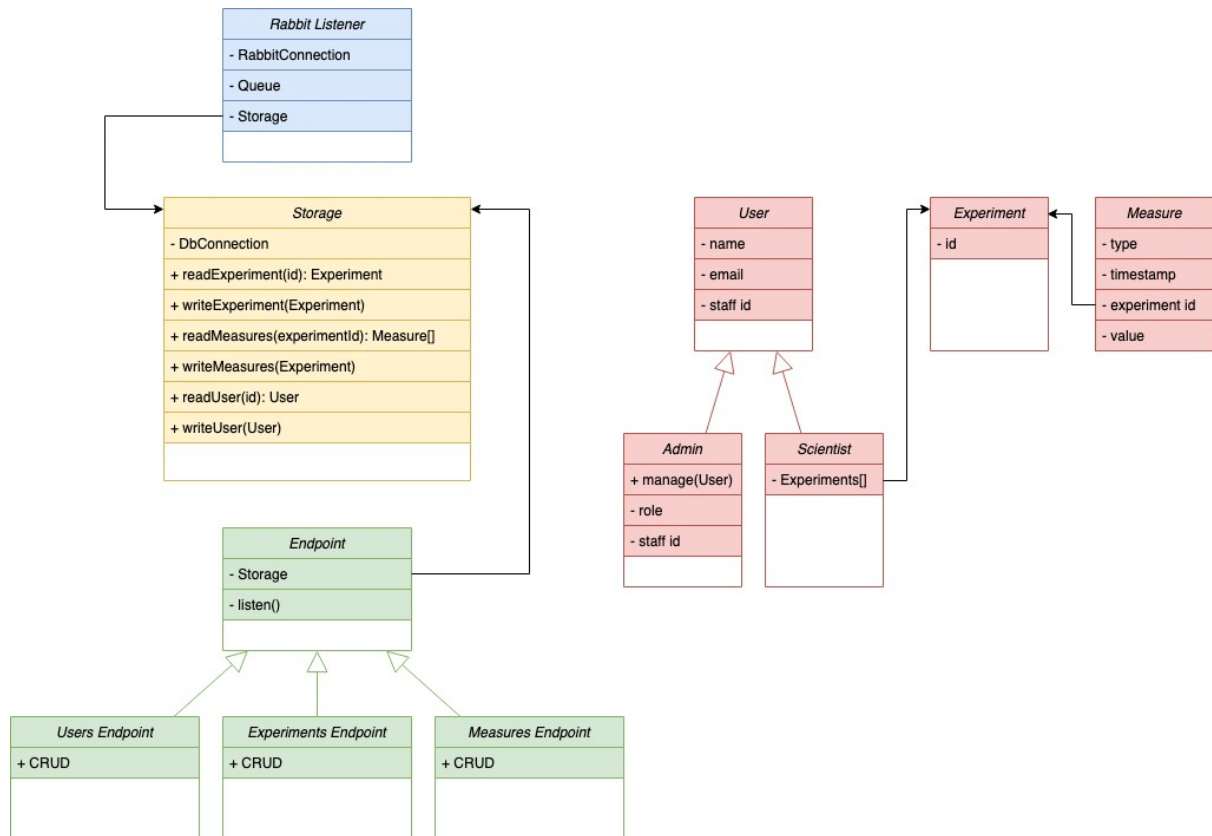 Rabbit Listener
- RabbitConnection
- Queue
- Storage
Storage
- DbConnection
+ readExperiment(id): Experiment
+ writeExperiment(Experiment)
+ readMeasures(experimentId): Measure[]
+ writeMeasures(Experiment)
+ readUser(id): User
+ writeUser(User)
Endpoint
- Storage
- listen()
Users Endpoint
+ CRUD
Experiments Endpoint
+ CRUD
Measures Endpoint
+ CRUD
User
- name
- email
- staff id
Admin
+ manage(User)
- role
- staff id
Scientist
- Experiments[]
Experiment
- id
Measure
- type
- timestamp
- experiment id
- value